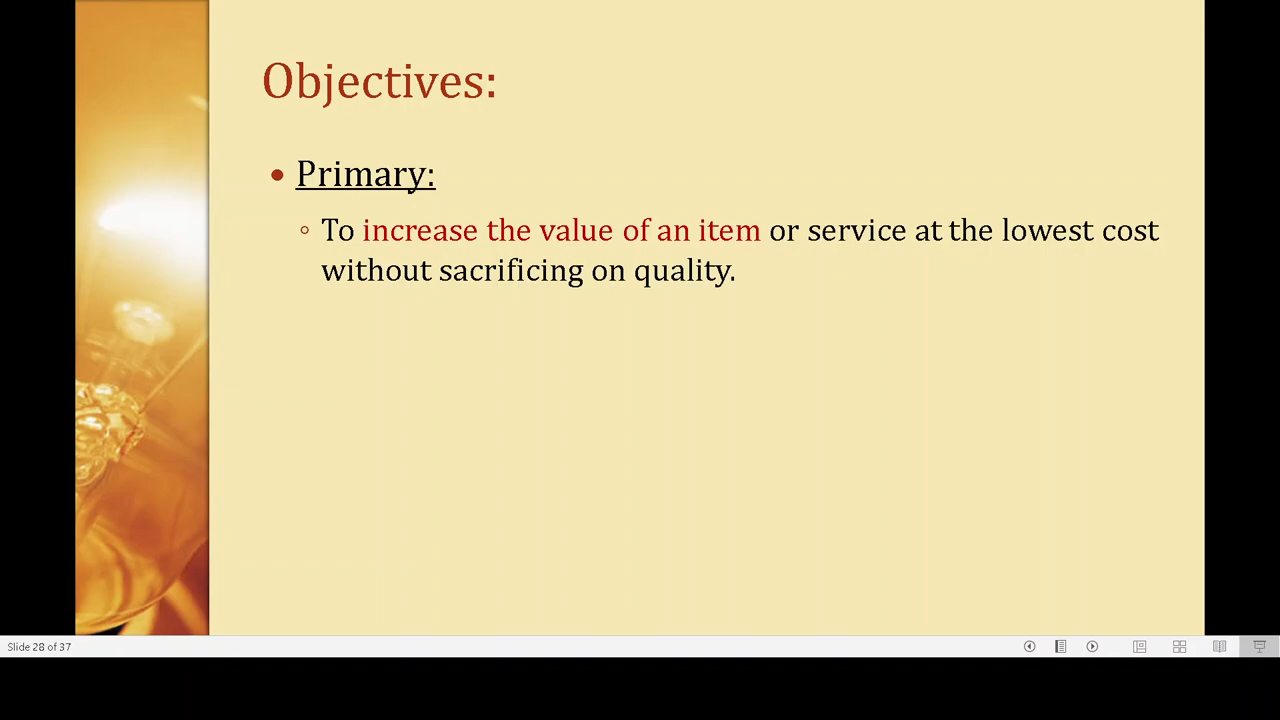 Objectives:
• Primary:
◦ To increase the value of an item or service at the lowest cost
without sacrificing on quality.
Slide 28 of 37